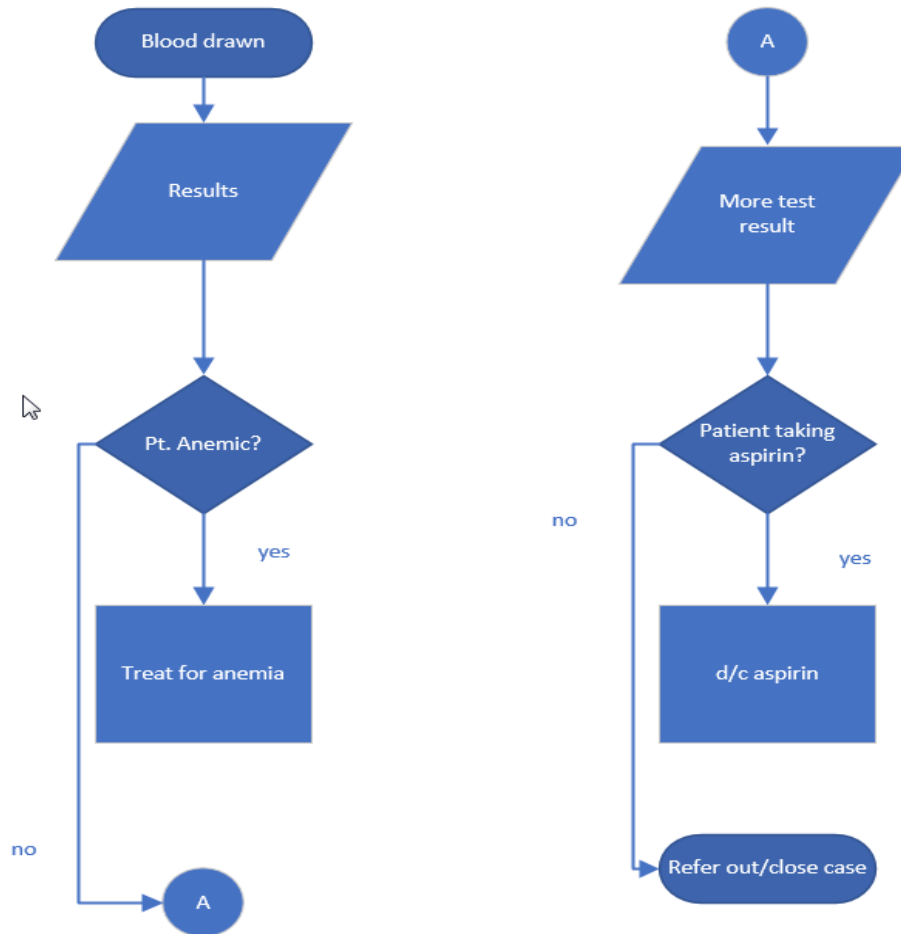 Blood drawn
Results
Pt. Anemic?
yes
Treat for anemia
no
A
A
More test
result
Patient taking
aspirin?
no
yes
d/c aspirin
Refer out/close case